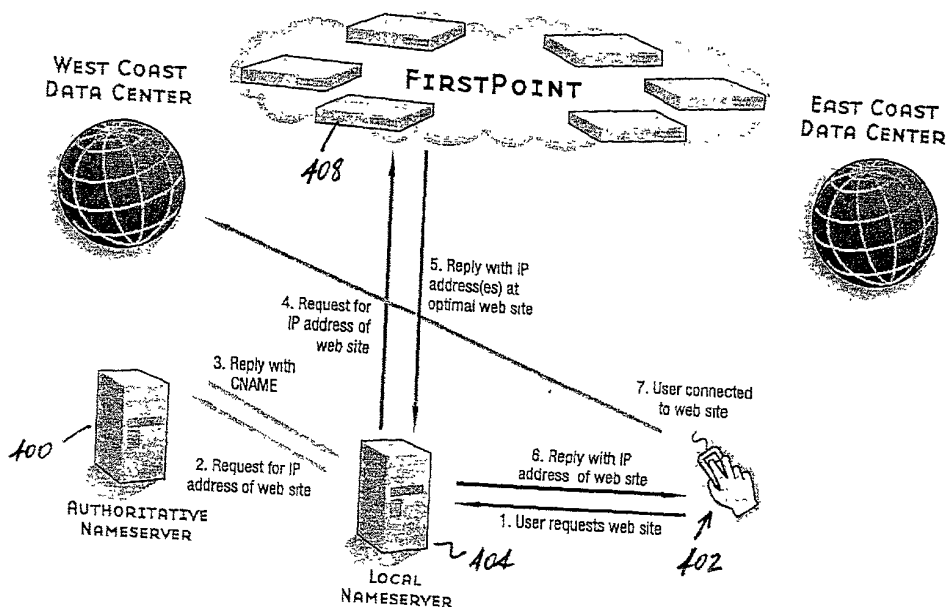 WEST COAST
DATA CENTER
FIRSTPOINT
EAST COAST
DATA CENTER
408
5. Reply with IP
address(es) at
optimal web site
4. Request for
IP address of
web site
3. Reply with
CNAME
7. User connected
to web site
400
2. Request for IP
address of web site
6. Reply with IP
address of web site
1. User requests web site
AUTHORITATIVE
NAMESERVER
404
402
LOCAL
NAMESERVER